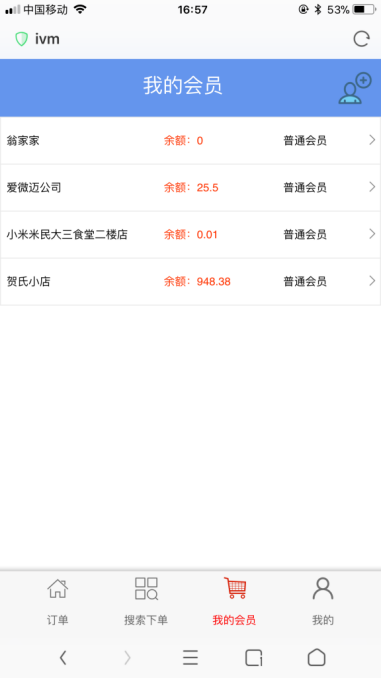 中国移动 16:57 53%
ivm
我的会员
翁家家 余额：0 普通会员
爱微迈公司 余额：25.5 普通会员
小米米民大三食堂二楼店 余额：0.01 普通会员
贺氏小店 余额：948.38 普通会员
订单 搜索下单 我的会员 我的
1